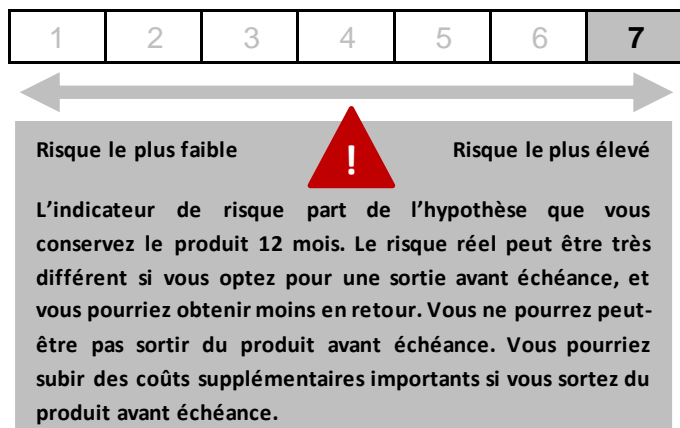 1 2 3 4 5 6 7
!
Risque le plus faible Risque le plus élevé
L'indicateur de risque part de l'hypothèse que vous
conservez le produit 12 mois. Le risque réel peut être très
différent si vous optez pour une sortie avant échéance, et
vous pourriez obtenir moins en retour. Vous ne pourrez peut-
être pas sortir du produit avant échéance. Vous pourriez
subir des coûts supplémentaires importants si vous sortez du
produit avant échéance.